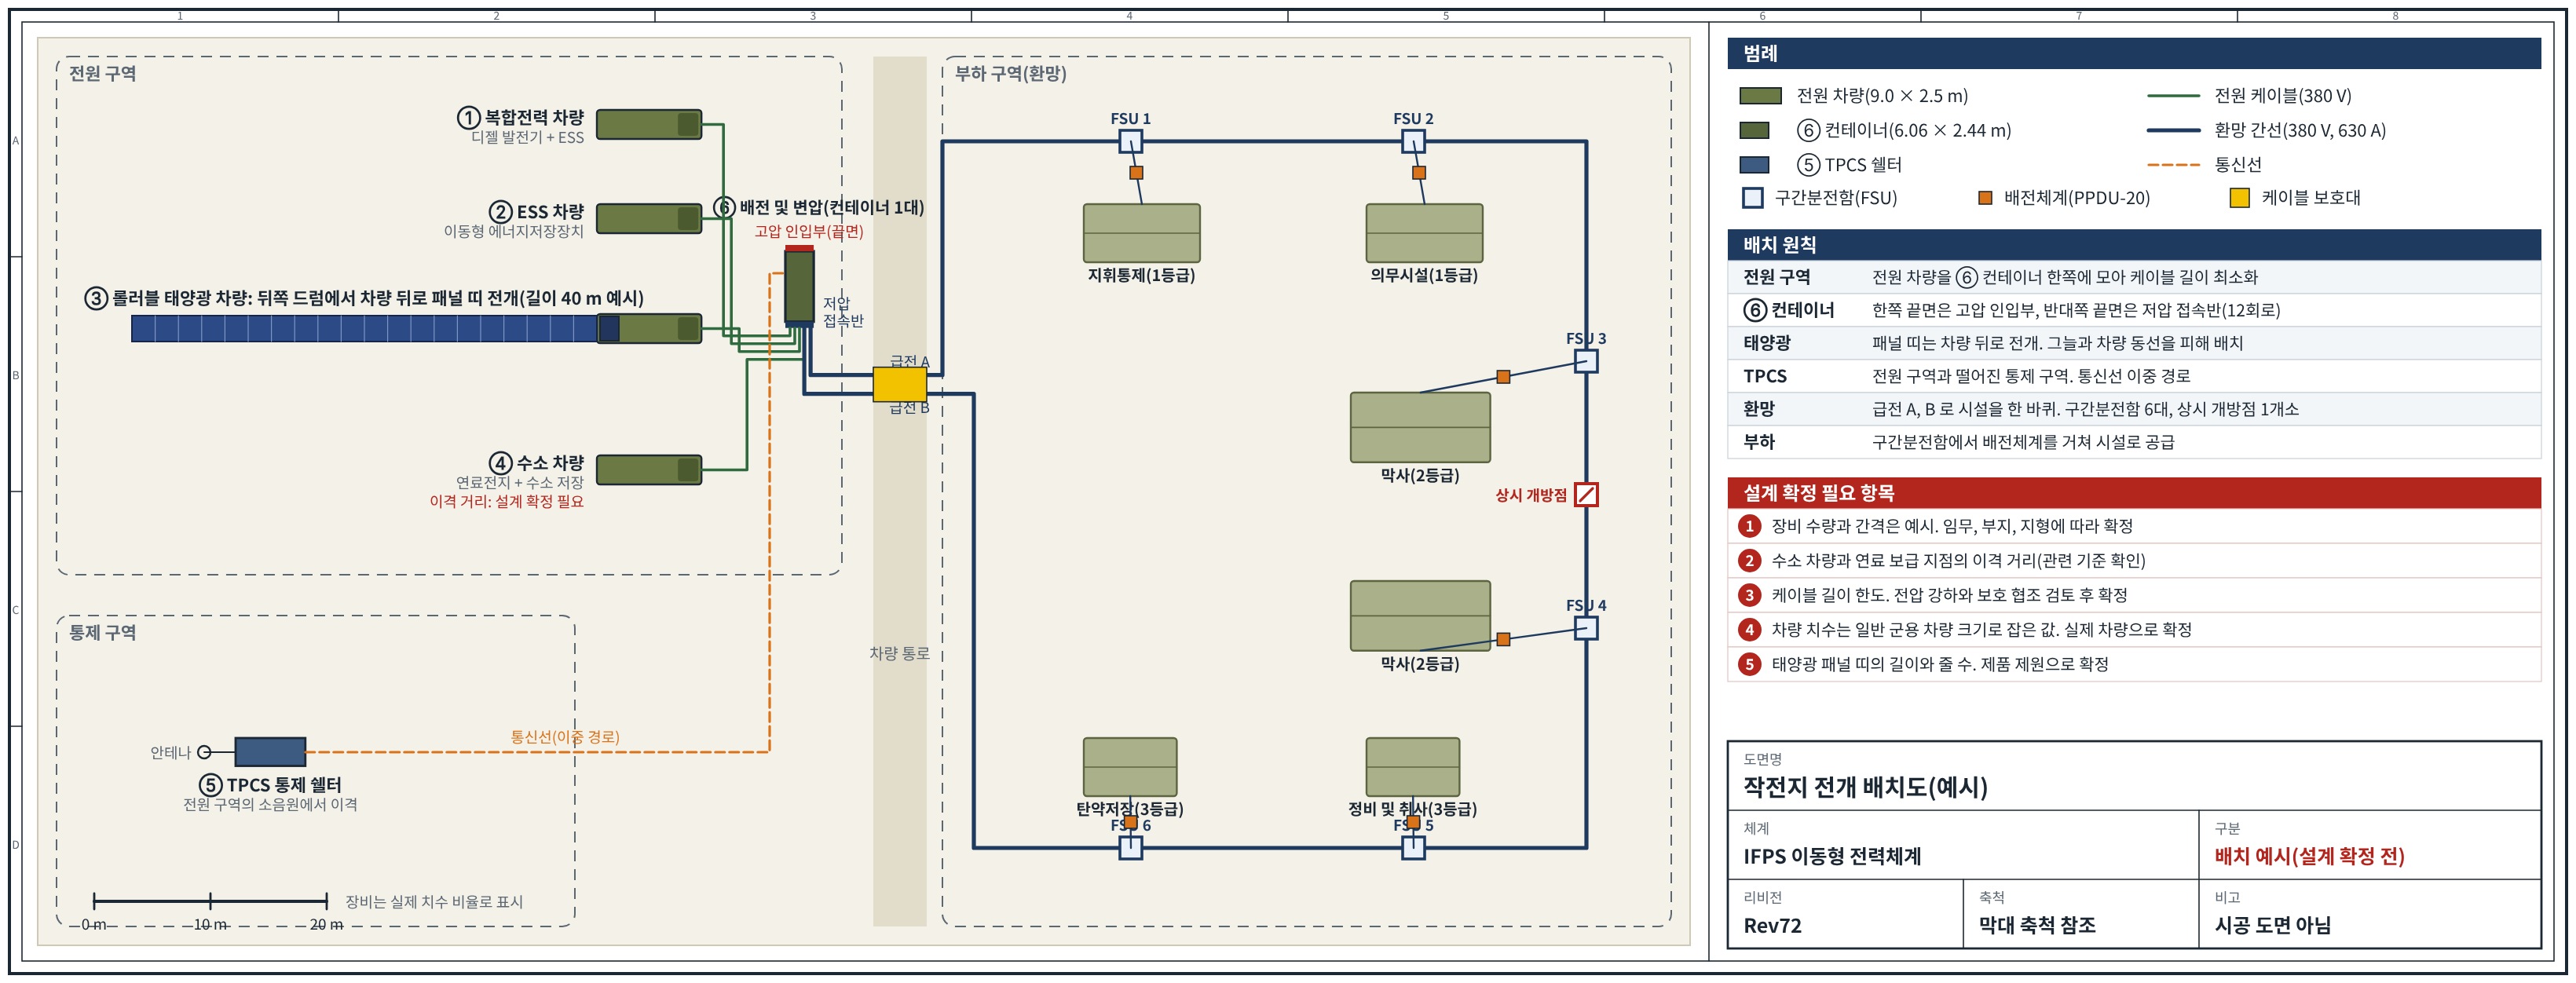 1 2 3 4 5 6 7 8
A
B
C
D
전원 구역
① 복합전력 차량
디젤 발전기 + ESS
② ESS 차량
이동형 에너지저장장치
⑥ 배전 및 변압(컨테이너 1대)
고압 인입부(끝면)
③ 롤러블 태양광 차량: 뒤쪽 드럼에서 차량 뒤로 패널 띠 전개(길이 40 m 예시)
저압
접속반
급전 A
급전 B
④ 수소 차량
연료전지 + 수소 저장
이격 거리: 설계 확정 필요
통제 구역
차량 통로
통신선(이중 경로)
안테나
⑤ TPCS 통제 쉘터
전원 구역의 소음원에서 이격
장비는 실제 치수 비율로 표시
0 m 10 m 20 m
부하 구역(환망)
FSU 1
FSU 2
지휘통제(1등급)
의무시설(1등급)
FSU 3
막사(2등급)
상시 개방점
FSU 4
막사(2등급)
탄약저장(3등급)
정비 및 취사(3등급)
FSU 6
FSU 5
범례
전원 차량(9.0 × 2.5 m)
전원 케이블(380 V)
⑥ 컨테이너(6.06 × 2.44 m)
환망 간선(380 V, 630 A)
⑤ TPCS 쉘터
통신선
구간분전함(FSU)
배전체계(PPDU-20)
케이블 보호대
배치 원칙
전원 구역 전원 차량을 ⑥ 컨테이너 한쪽에 모아 케이블 길이 최소화
⑥ 컨테이너 한쪽 끝면은 고압 인입부, 반대쪽 끝면은 저압 접속반(12회로)
태양광 패널 띠는 차량 뒤로 전개. 그늘과 차량 동선을 피해 배치
TPCS 전원 구역과 떨어진 통제 구역. 통신선 이중 경로
환망 급전 A, B 로 시설을 한 바퀴. 구간분전함 6대, 상시 개방점 1개소
부하 구간분전함에서 배전체계를 거쳐 시설로 공급
설계 확정 필요 항목
1 장비 수량과 간격은 예시. 임무, 부지, 지형에 따라 확정
2 수소 차량과 연료 보급 지점의 이격 거리(관련 기준 확인)
3 케이블 길이 한도. 전압 강하와 보호 협조 검토 후 확정
4 차량 치수는 일반 군용 차량 크기로 잡은 값. 실제 차량으로 확정
5 태양광 패널 띠의 길이와 줄 수. 제품 제원으로 확정
도면명
작전지 전개 배치도(예시)
체계
IFPS 이동형 전력체계
구분
배치 예시(설계 확정 전)
리비전
Rev72
축척
막대 축척 참조
비고
시공 도면 아님